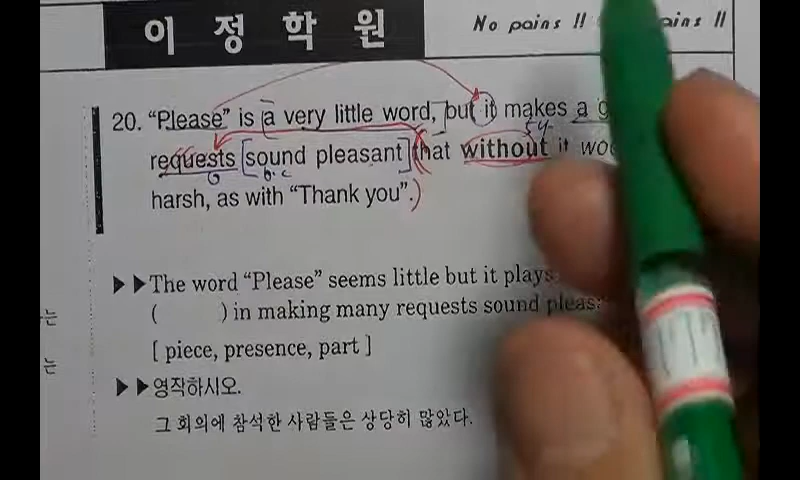 이 정 학 원
No pains !! ains !!
20. “Please” is a very little word, but it makes a
requests sound pleasant that without it
harsh, as with “Thank you”.
▶▶The word “Please” seems little but it plays
( ) in making many requests sound
[ piece, presence, part ]
▶▶영작하시오.
그 회의에 참석한 사람들은 상당히 많았다.
는
는